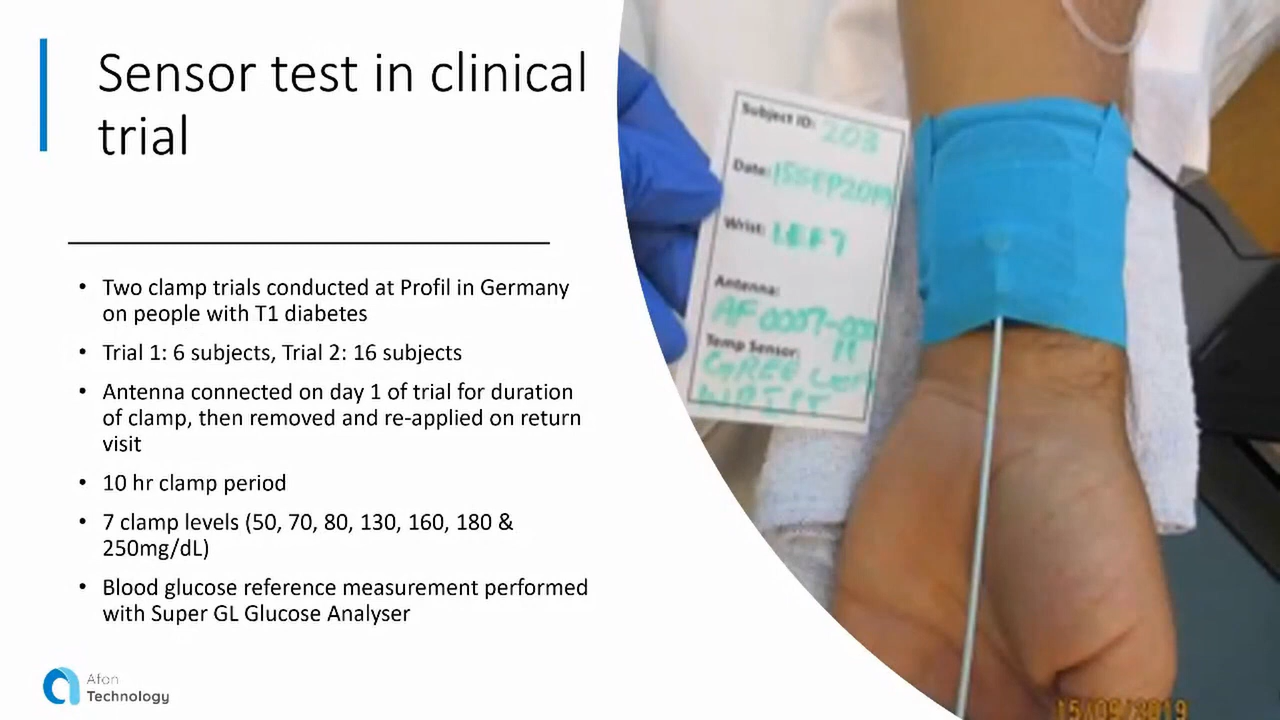 Sensor test in clinical
trial
• Two clamp trials conducted at Profil in Germany
on people with T1 diabetes
• Trial 1: 6 subjects, Trial 2: 16 subjects
• Antenna connected on day 1 of trial for duration
of clamp, then removed and re-applied on return
visit
• 10 hr clamp period
• 7 clamp levels (50, 70, 80, 130, 160, 180 &
250mg/dL)
• Blood glucose reference measurement performed
with Super GL Glucose Analyser
Afon
Technology
Subject ID: 203
Date: 15SEP2019
Wrist: LEFT
Antenna:
AF0007-
Temp Sensor:
15/09/2019